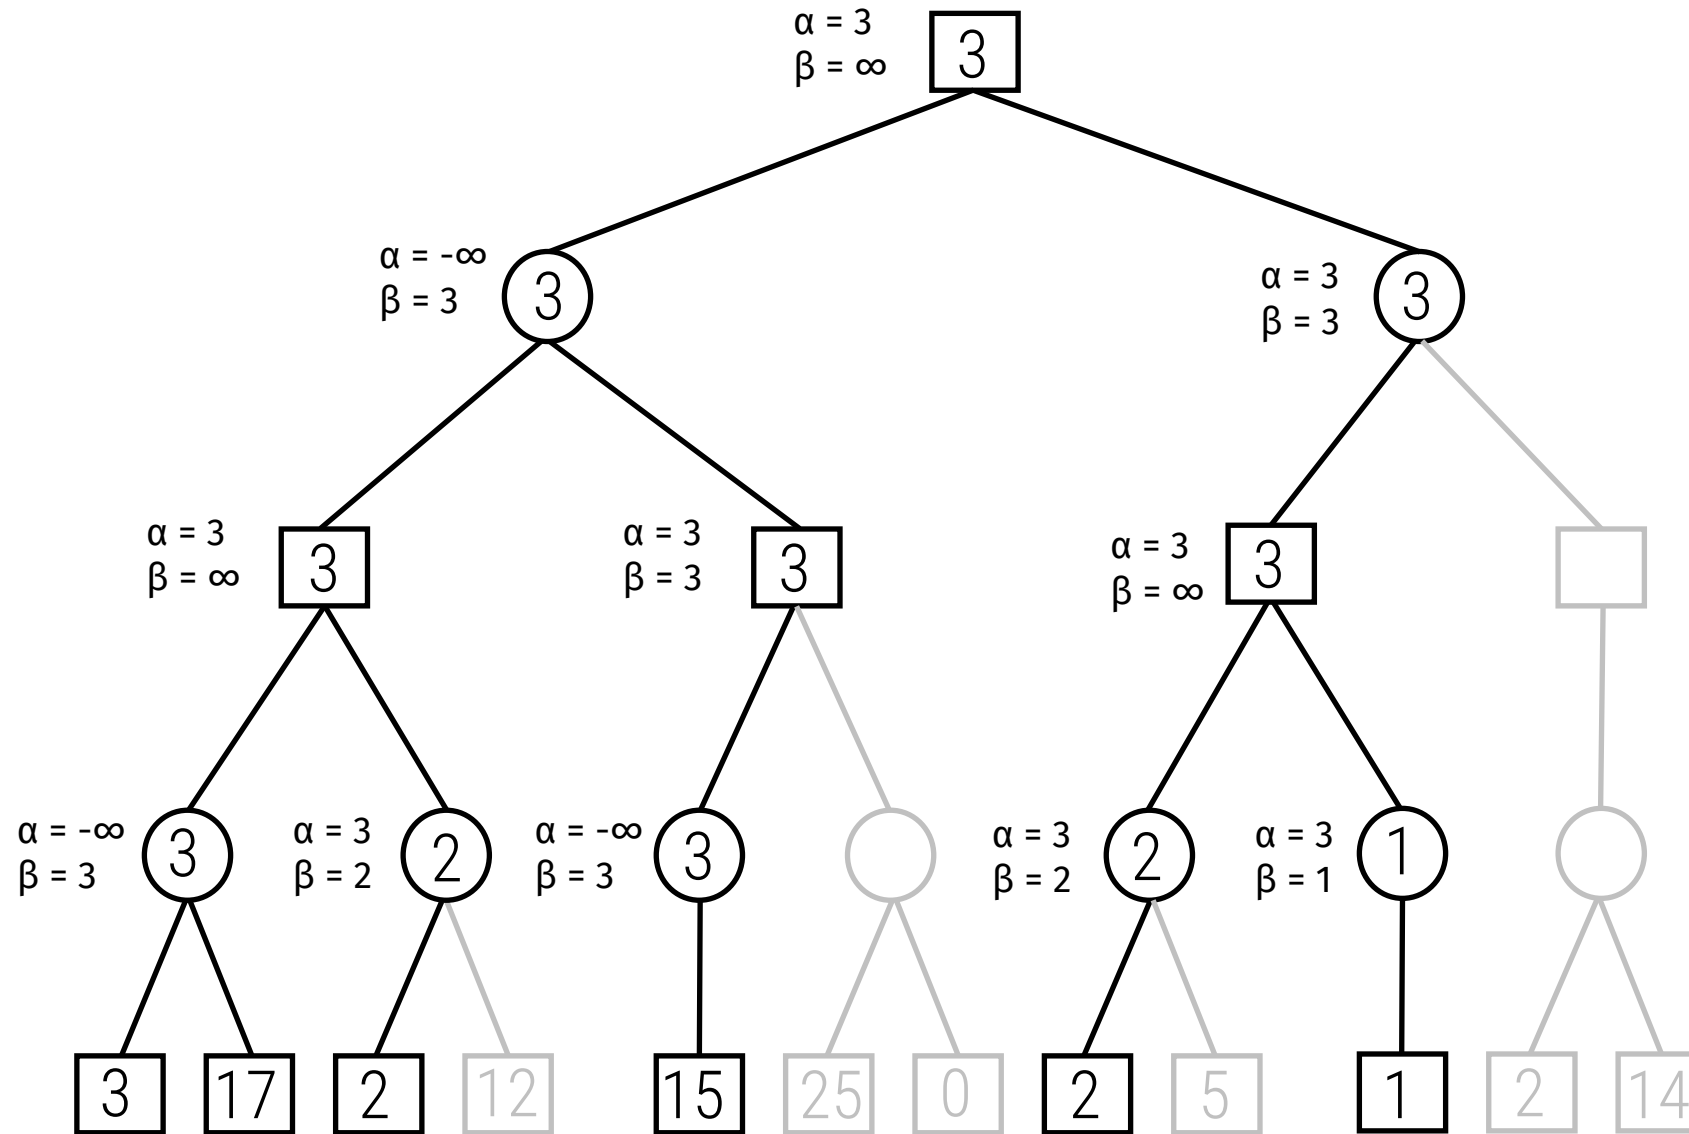 α = 3
β = ∞
3
α = -∞
β = 3
3
α = 3
β = 3
3
α = 3
β = ∞
3
α = 3
β = 3
3
α = 3
β = ∞
3
α = -∞
β = 3
3
α = 3
β = 2
2
α = -∞
β = 3
3
α = 3
β = 2
2
α = 3
β = 1
1
3
17
2
12
15
25
0
2
5
1
2
14